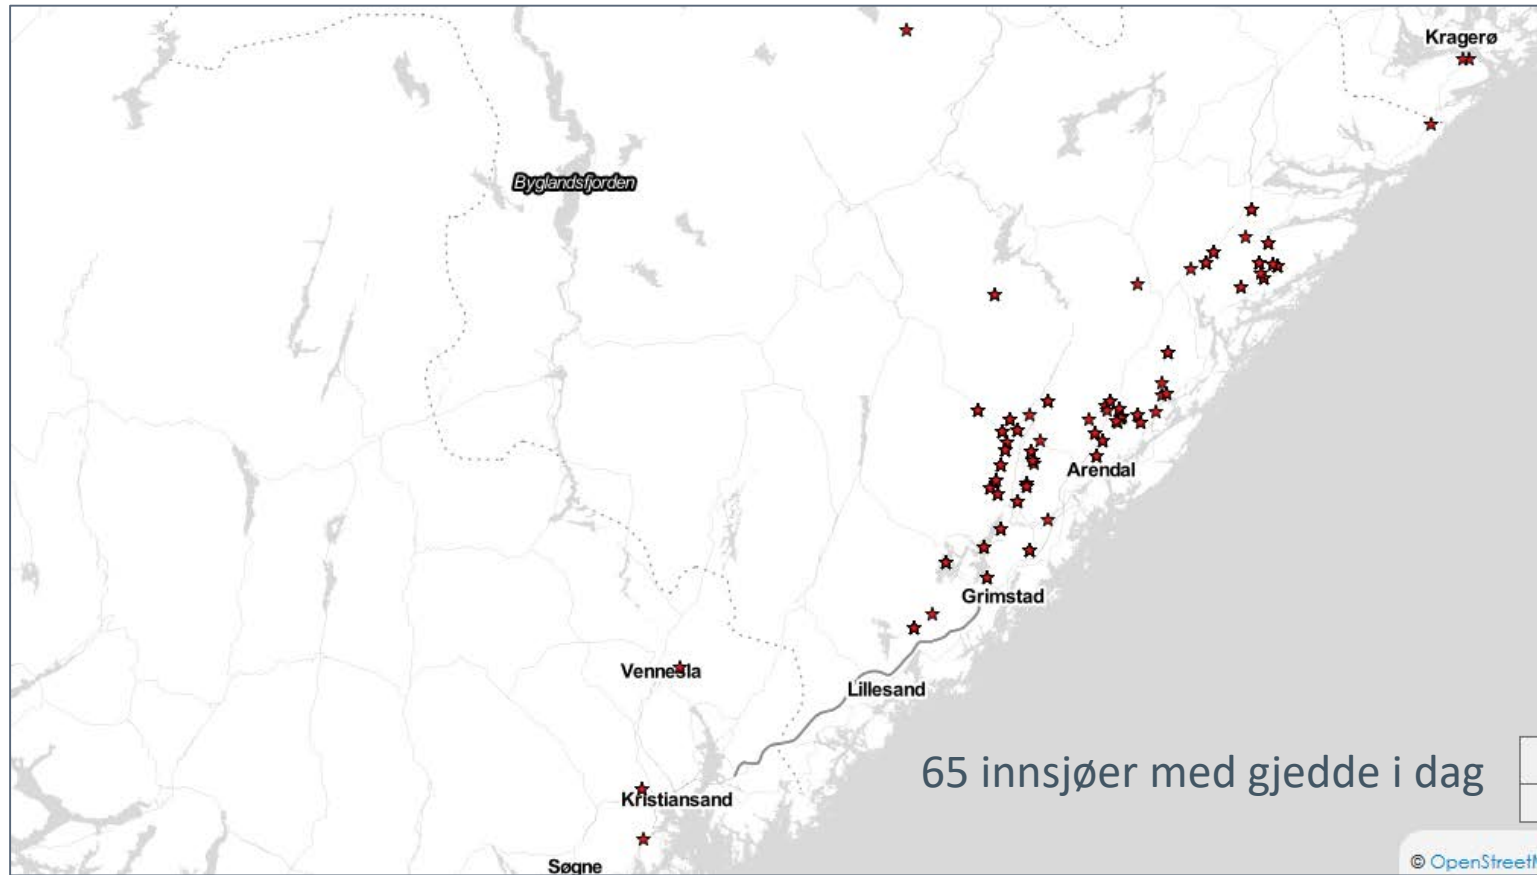 Kragerø
Byglandsfjorden
Arendal
Grimstad
Vennesla
Lillesand
65 innsjøer med gjedde i dag
Kristiansand
Søgne
© OpenStreetM